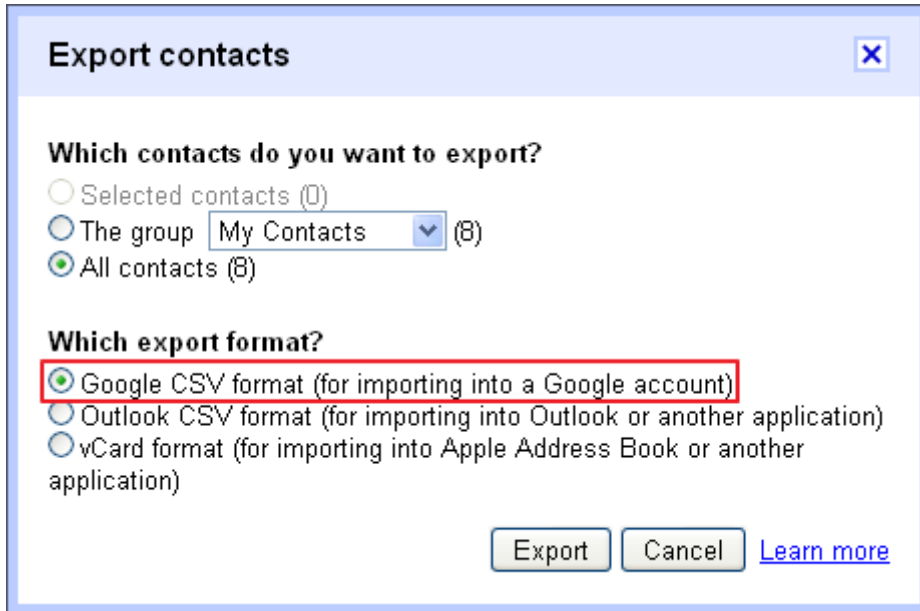 Export contacts
Which contacts do you want to export?
Selected contacts (0)
The group My Contacts (8)
All contacts (8)
Which export format?
Google CSV format (for importing into a Google account)
Outlook CSV format (for importing into Outlook or another application)
vCard format (for importing into Apple Address Book or another
application)
Export Cancel Learn more